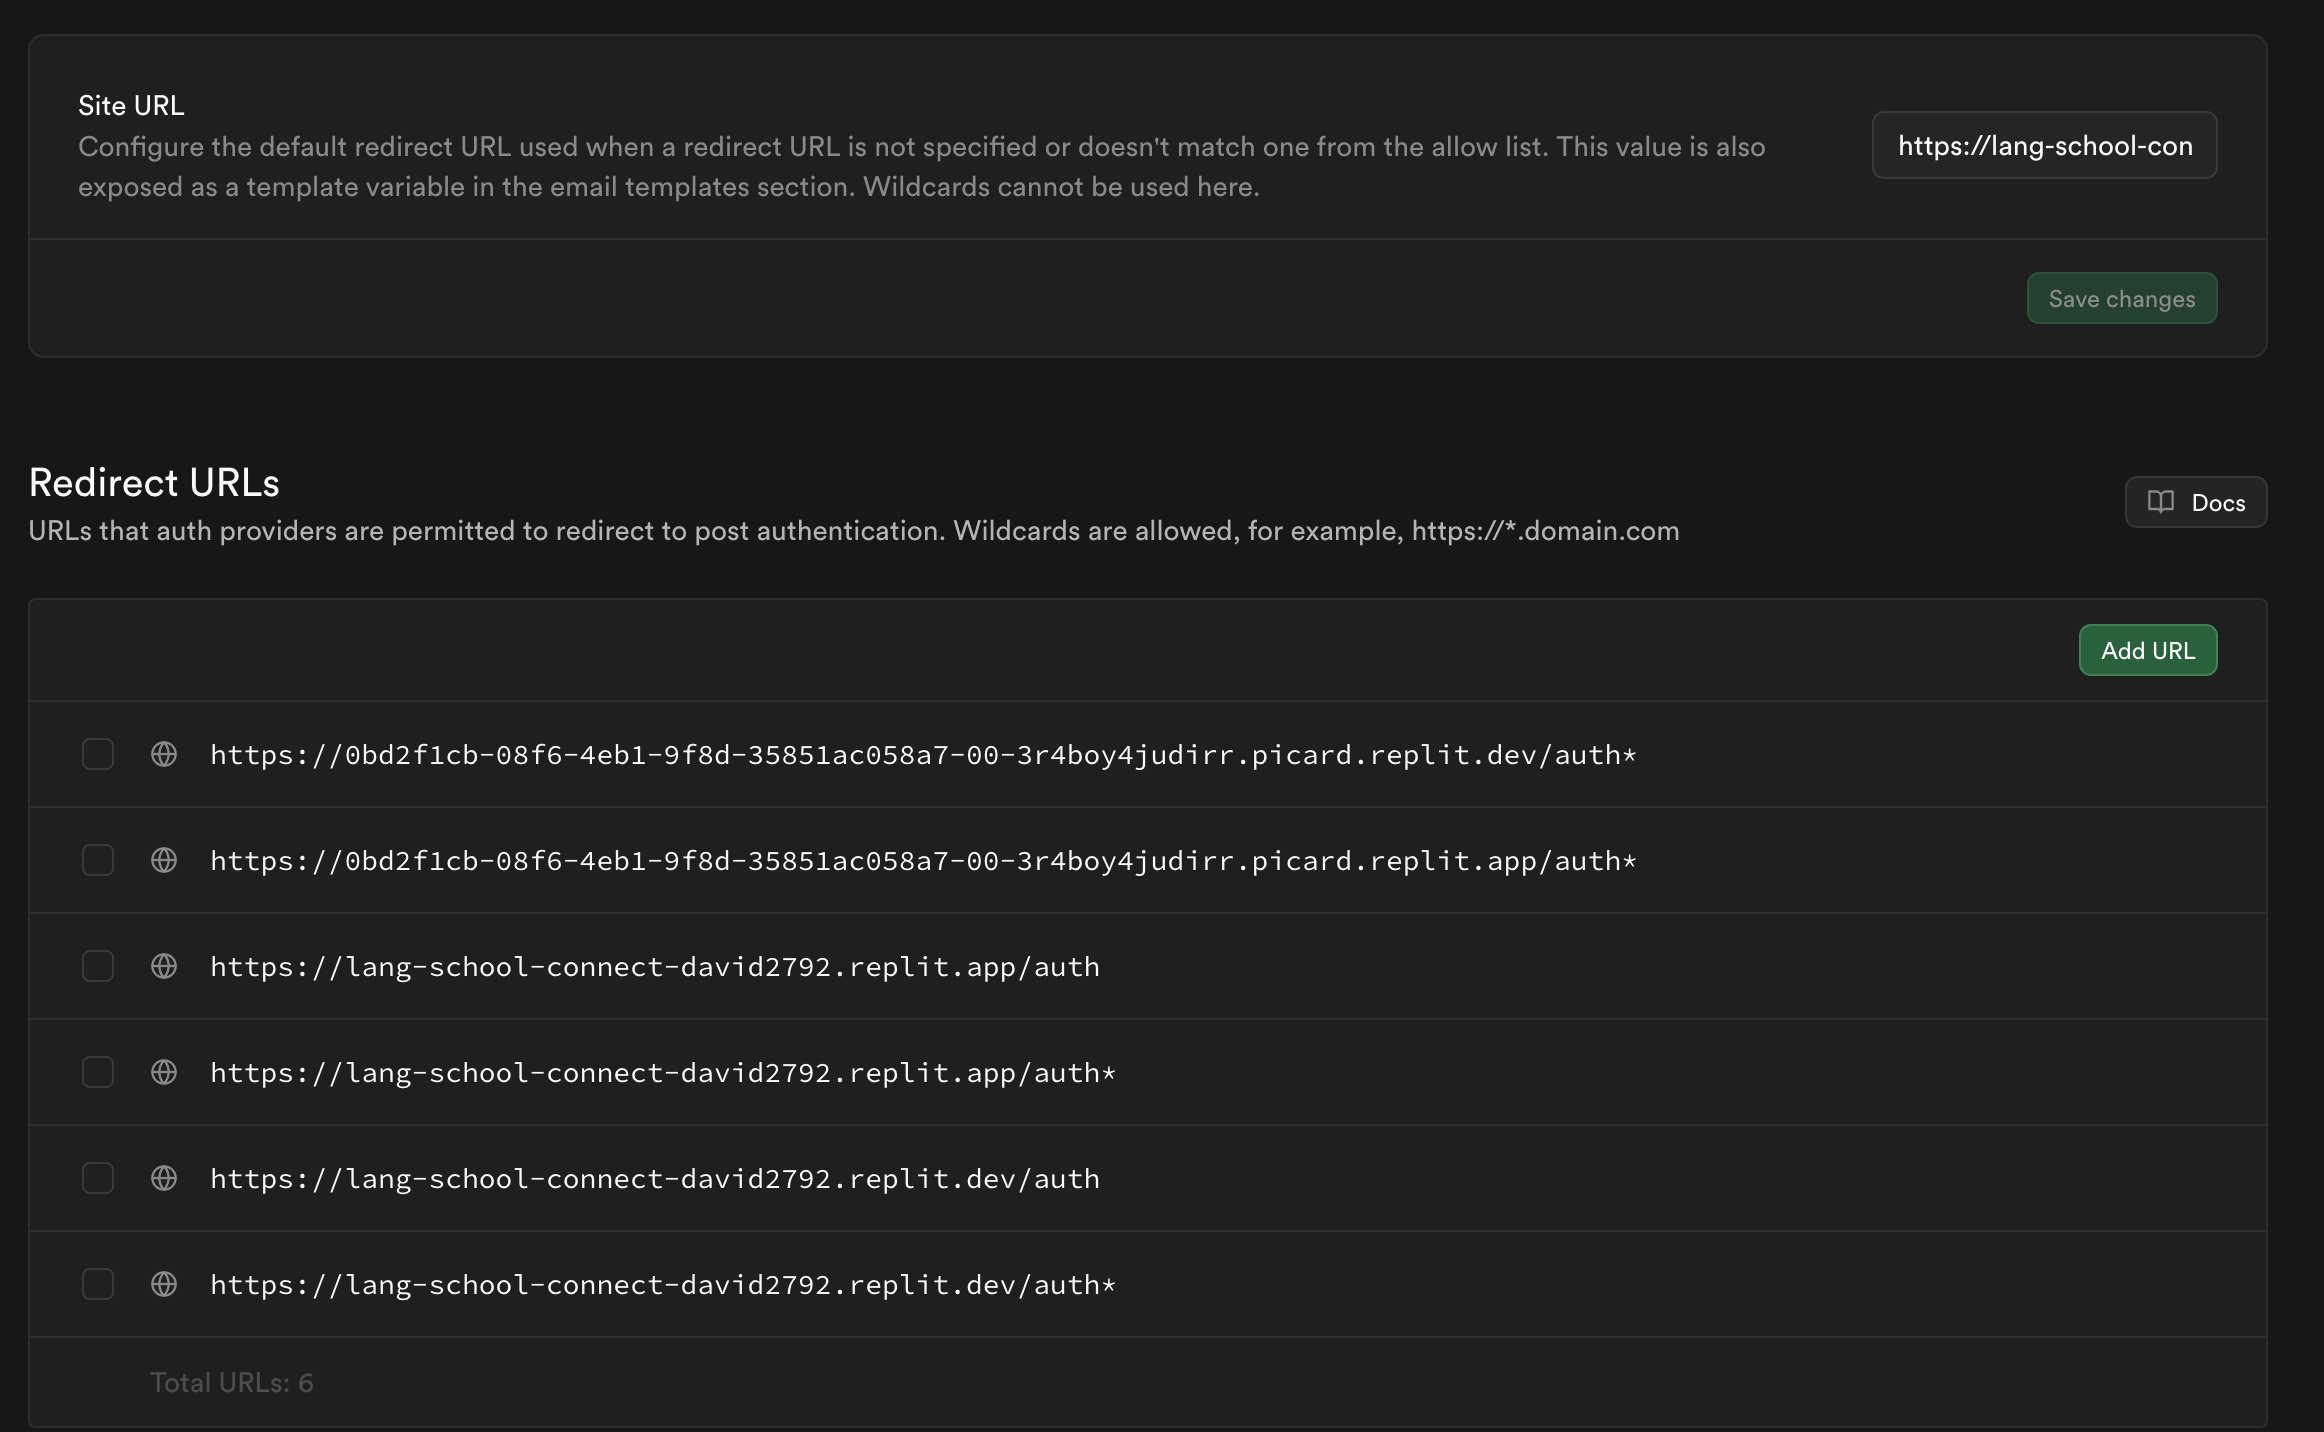 Site URL
Configure the default redirect URL used when a redirect URL is not specified or doesn't match one from the allow list. This value is also
exposed as a template variable in the email templates section. Wildcards cannot be used here.
https://lang-school-con
Save changes
Redirect URLs
URLs that auth providers are permitted to redirect to post authentication. Wildcards are allowed, for example, https://*.domain.com
Docs
Add URL
https://0bd2f1cb-08f6-4eb1-9f8d-35851ac058a7-00-3r4boy4judirr.picard.replit.dev/auth*
https://0bd2f1cb-08f6-4eb1-9f8d-35851ac058a7-00-3r4boy4judirr.picard.replit.app/auth*
https://lang-school-connect-david2792.replit.app/auth
https://lang-school-connect-david2792.replit.app/auth*
https://lang-school-connect-david2792.replit.dev/auth
https://lang-school-connect-david2792.replit.dev/auth*
Total URLs: 6